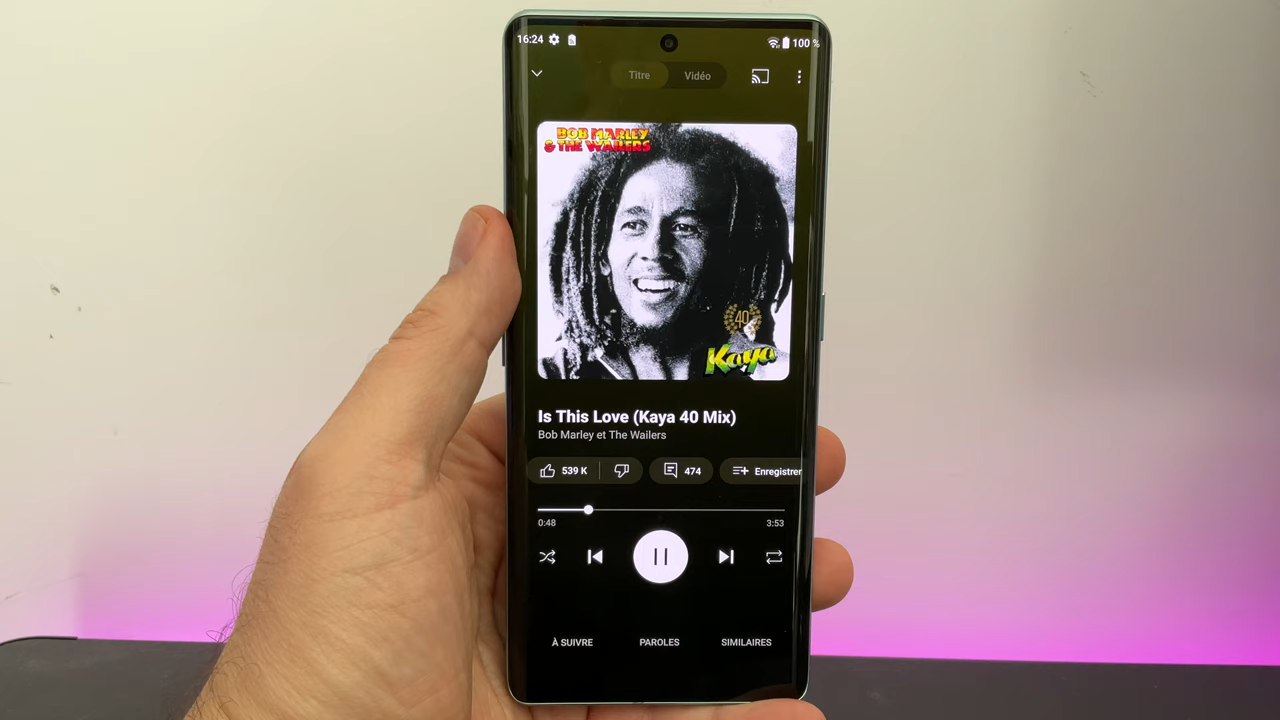 16:24 100 %
Titre Vidéo
BOB MARLEY
& THE WAILERS
40
Kaya
Is This Love (Kaya 40 Mix)
Bob Marley et The Wailers
539 K 474 Enregistrer
0:48 3:53
À SUIVRE PAROLES SIMILAIRES